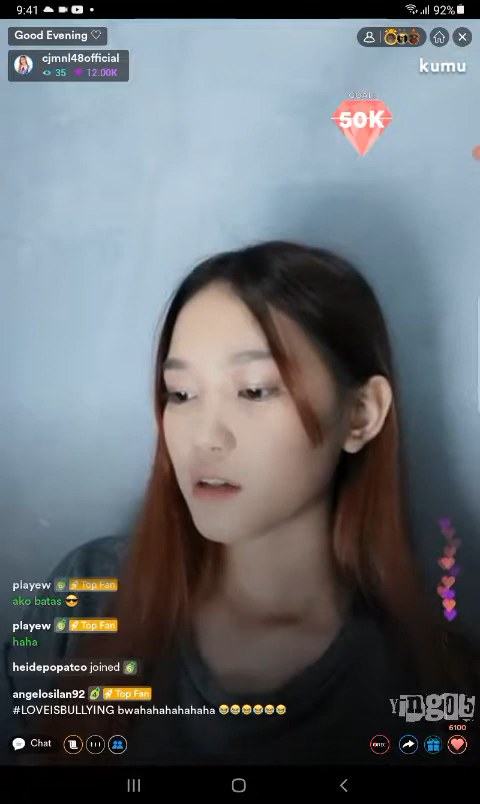 9:41
92%
Good Evening ♡
cjmnl48official
35 12.00K
kumu
GOAL
50K
playew Top Fan
ako batas 😎
playew Top Fan
haha
heidepopatco joined
angelosilan92 Top Fan
#LOVEISBULLYING bwahahahahahaha 😂😂😂😂😂😂
Ying05
6100
Chat